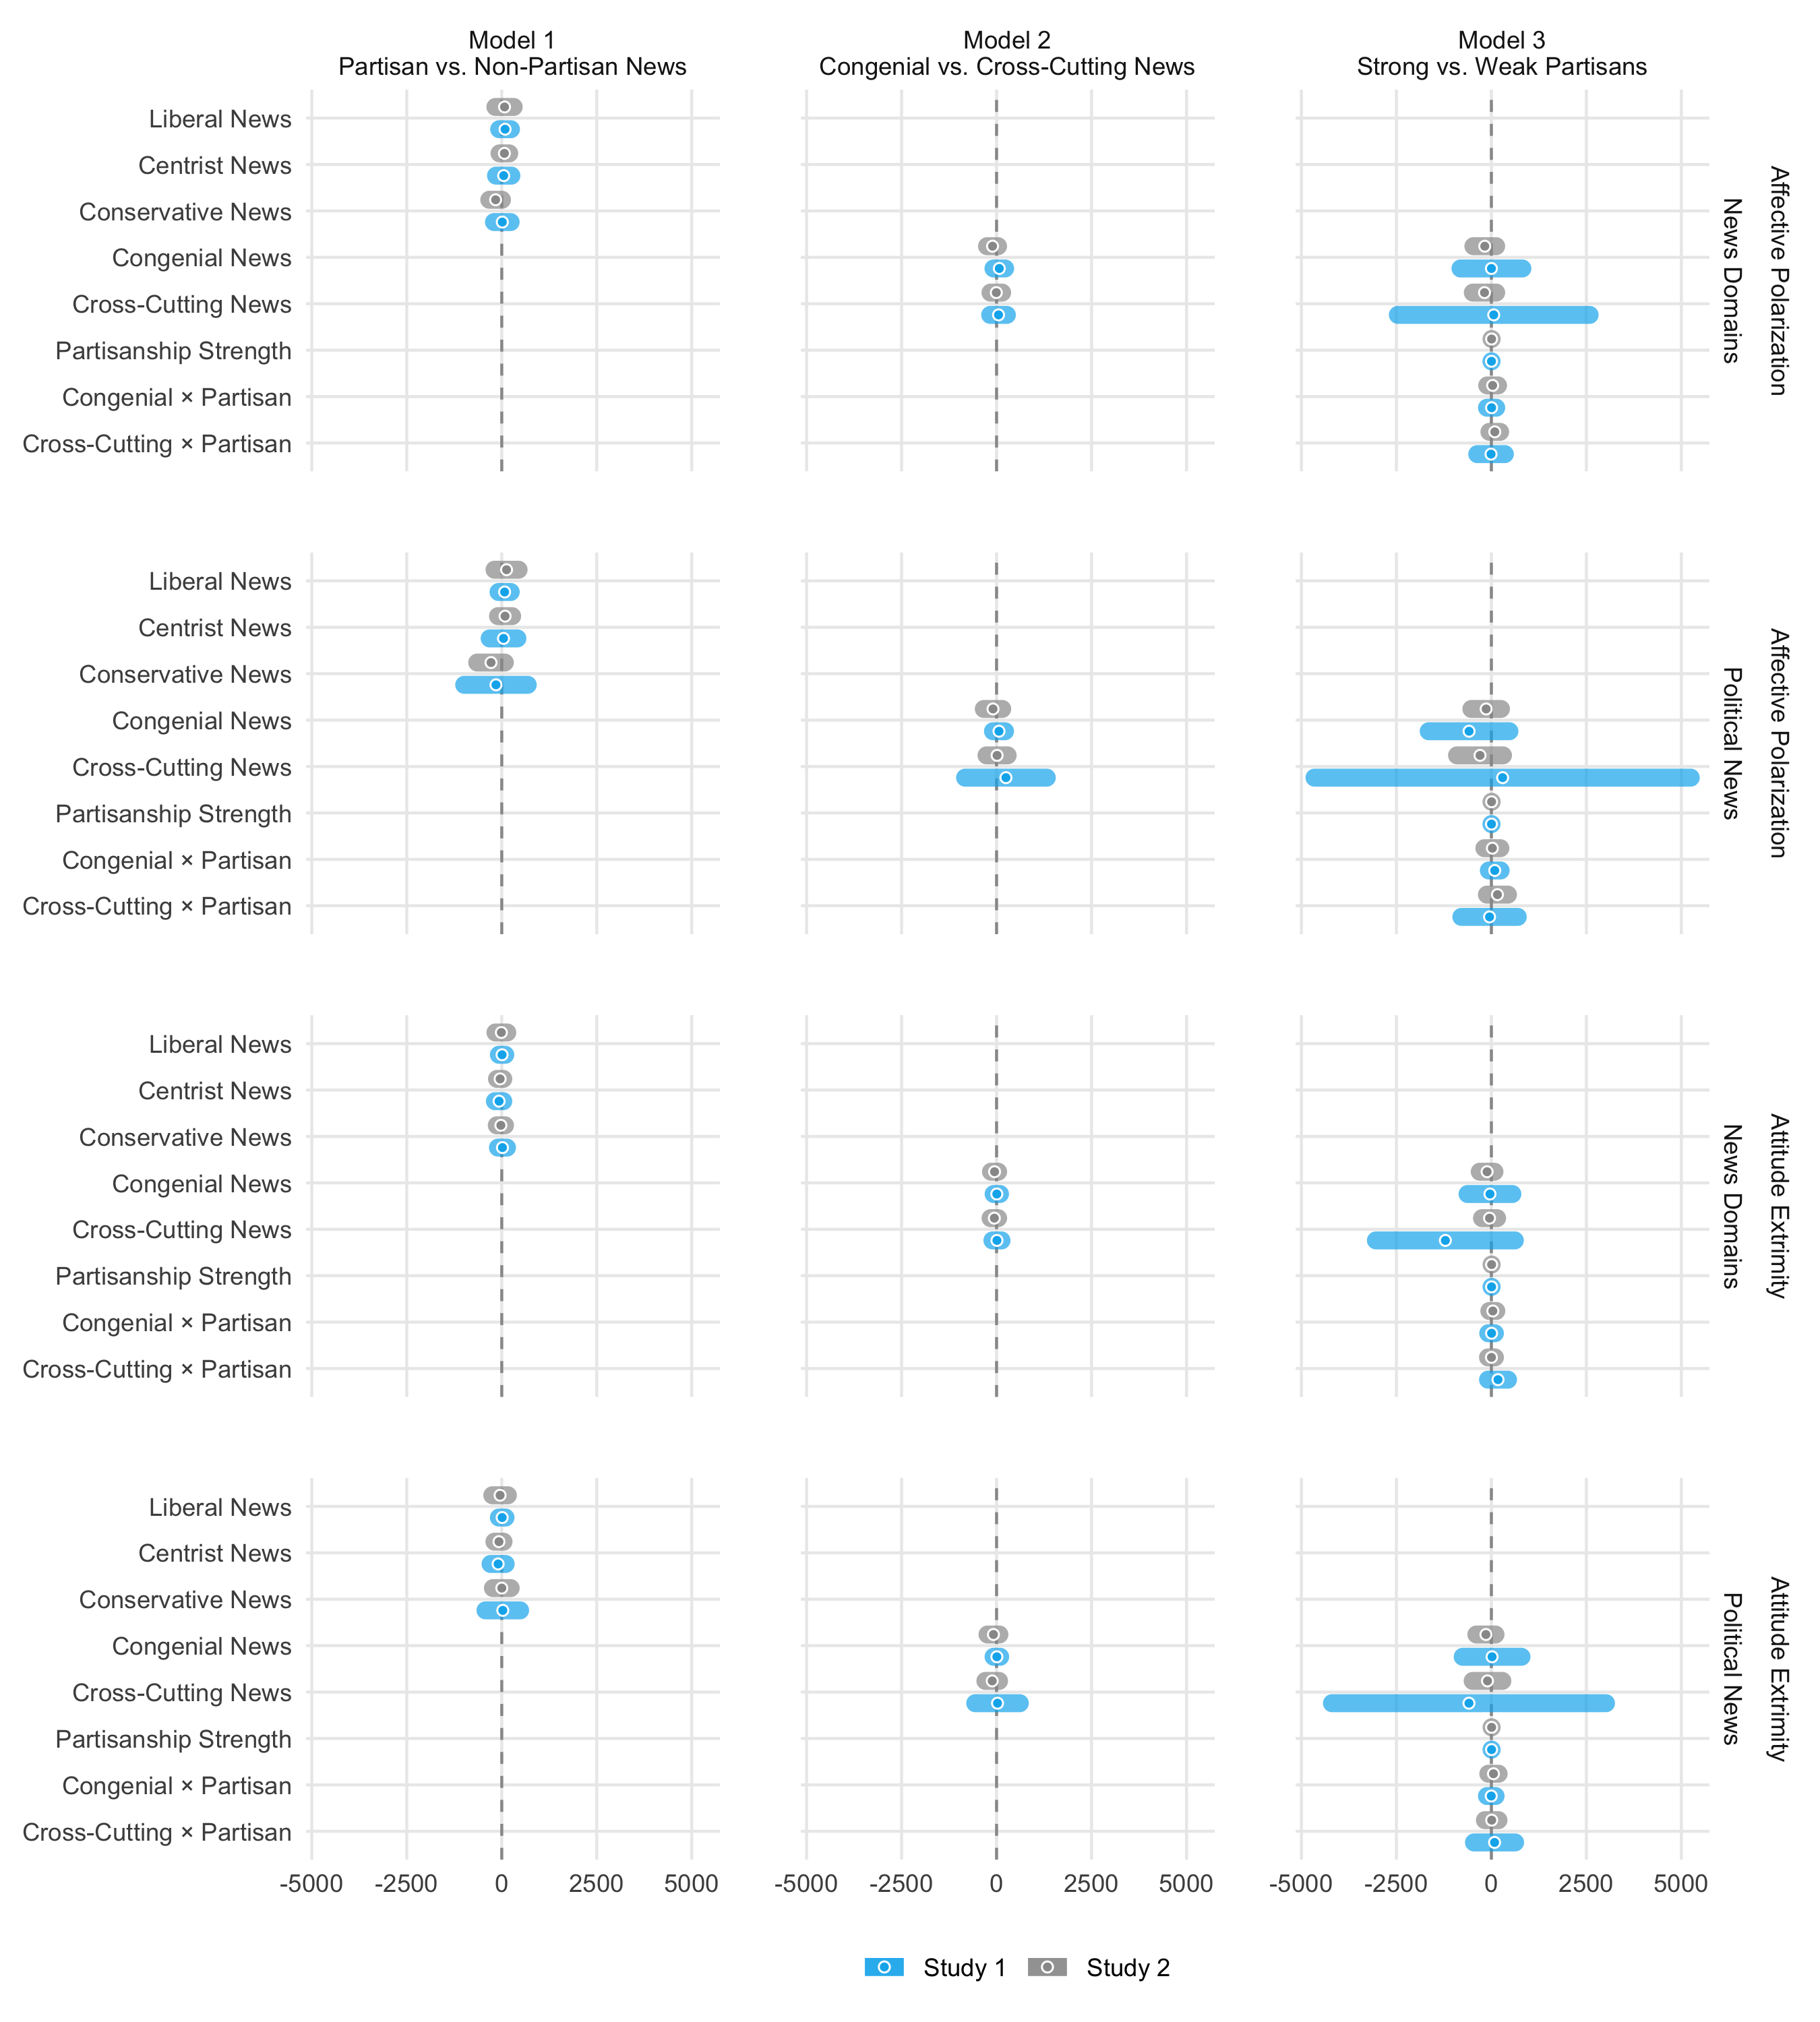 Model 1
Partisan vs. Non-Partisan News
Model 2
Congenial vs. Cross-Cutting News
Model 3
Strong vs. Weak Partisans
Liberal News
Centrist News
Conservative News
Congenial News
Cross-Cutting News
Partisanship Strength
Congenial × Partisan
Cross-Cutting × Partisan
News Domains
Affective Polarization
Liberal News
Centrist News
Conservative News
Congenial News
Cross-Cutting News
Partisanship Strength
Congenial × Partisan
Cross-Cutting × Partisan
Political News
Affective Polarization
Liberal News
Centrist News
Conservative News
Congenial News
Cross-Cutting News
Partisanship Strength
Congenial × Partisan
Cross-Cutting × Partisan
News Domains
Attitude Extrimity
Liberal News
Centrist News
Conservative News
Congenial News
Cross-Cutting News
Partisanship Strength
Congenial × Partisan
Cross-Cutting × Partisan
Political News
Attitude Extrimity
-5000 -2500 0 2500 5000
-5000 -2500 0 2500 5000
-5000 -2500 0 2500 5000
Study 1
Study 2